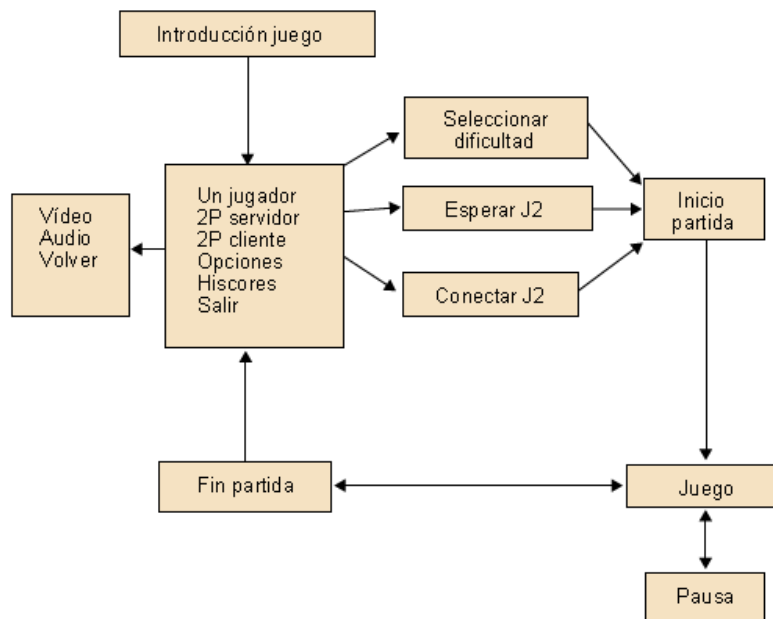 Introducción juego
Seleccionar
dificultad
Un jugador
2P servidor
2P cliente
Opciones
Hiscores
Salir
Vídeo
Audio
Volver
Esperar J2
Inicio
partida
Conectar J2
Fin partida
Juego
Pausa